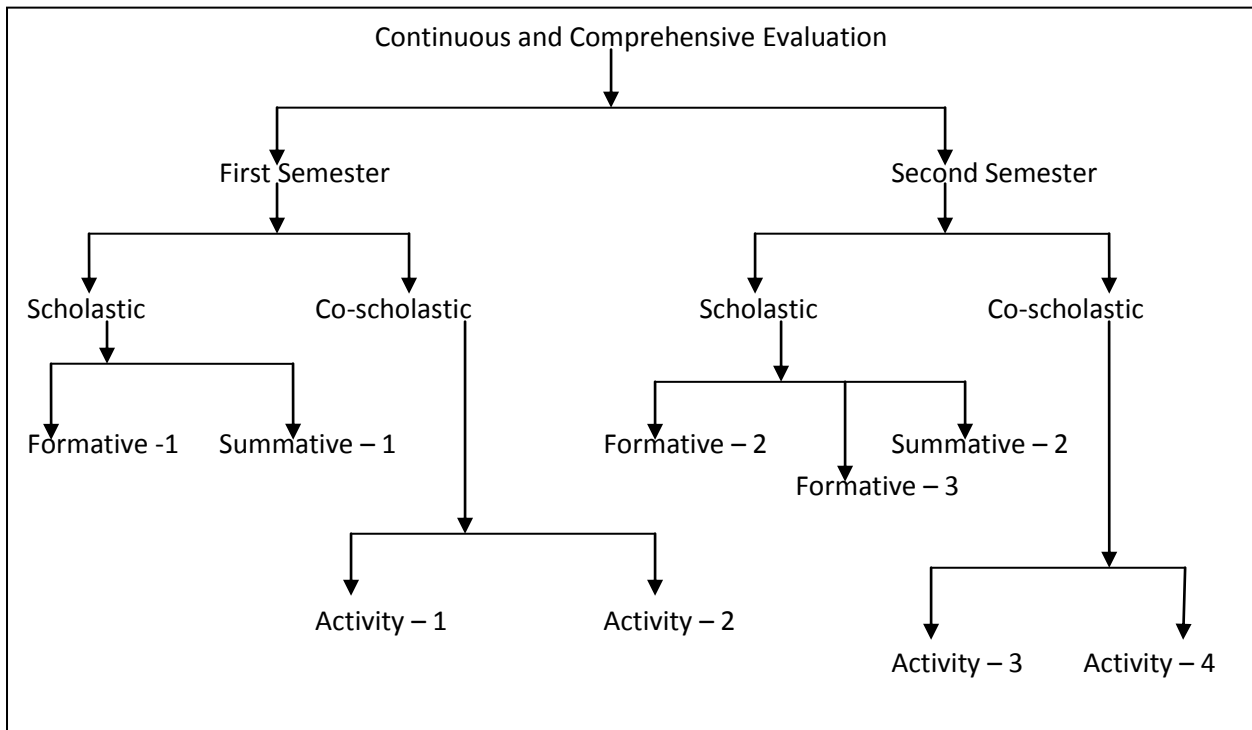 Continuous and Comprehensive Evaluation
First Semester
Second Semester
Scholastic
Co-scholastic
Scholastic
Co-scholastic
Formative -1
Summative – 1
Formative – 2
Summative – 2
Formative – 3
Activity – 1
Activity – 2
Activity – 3
Activity – 4